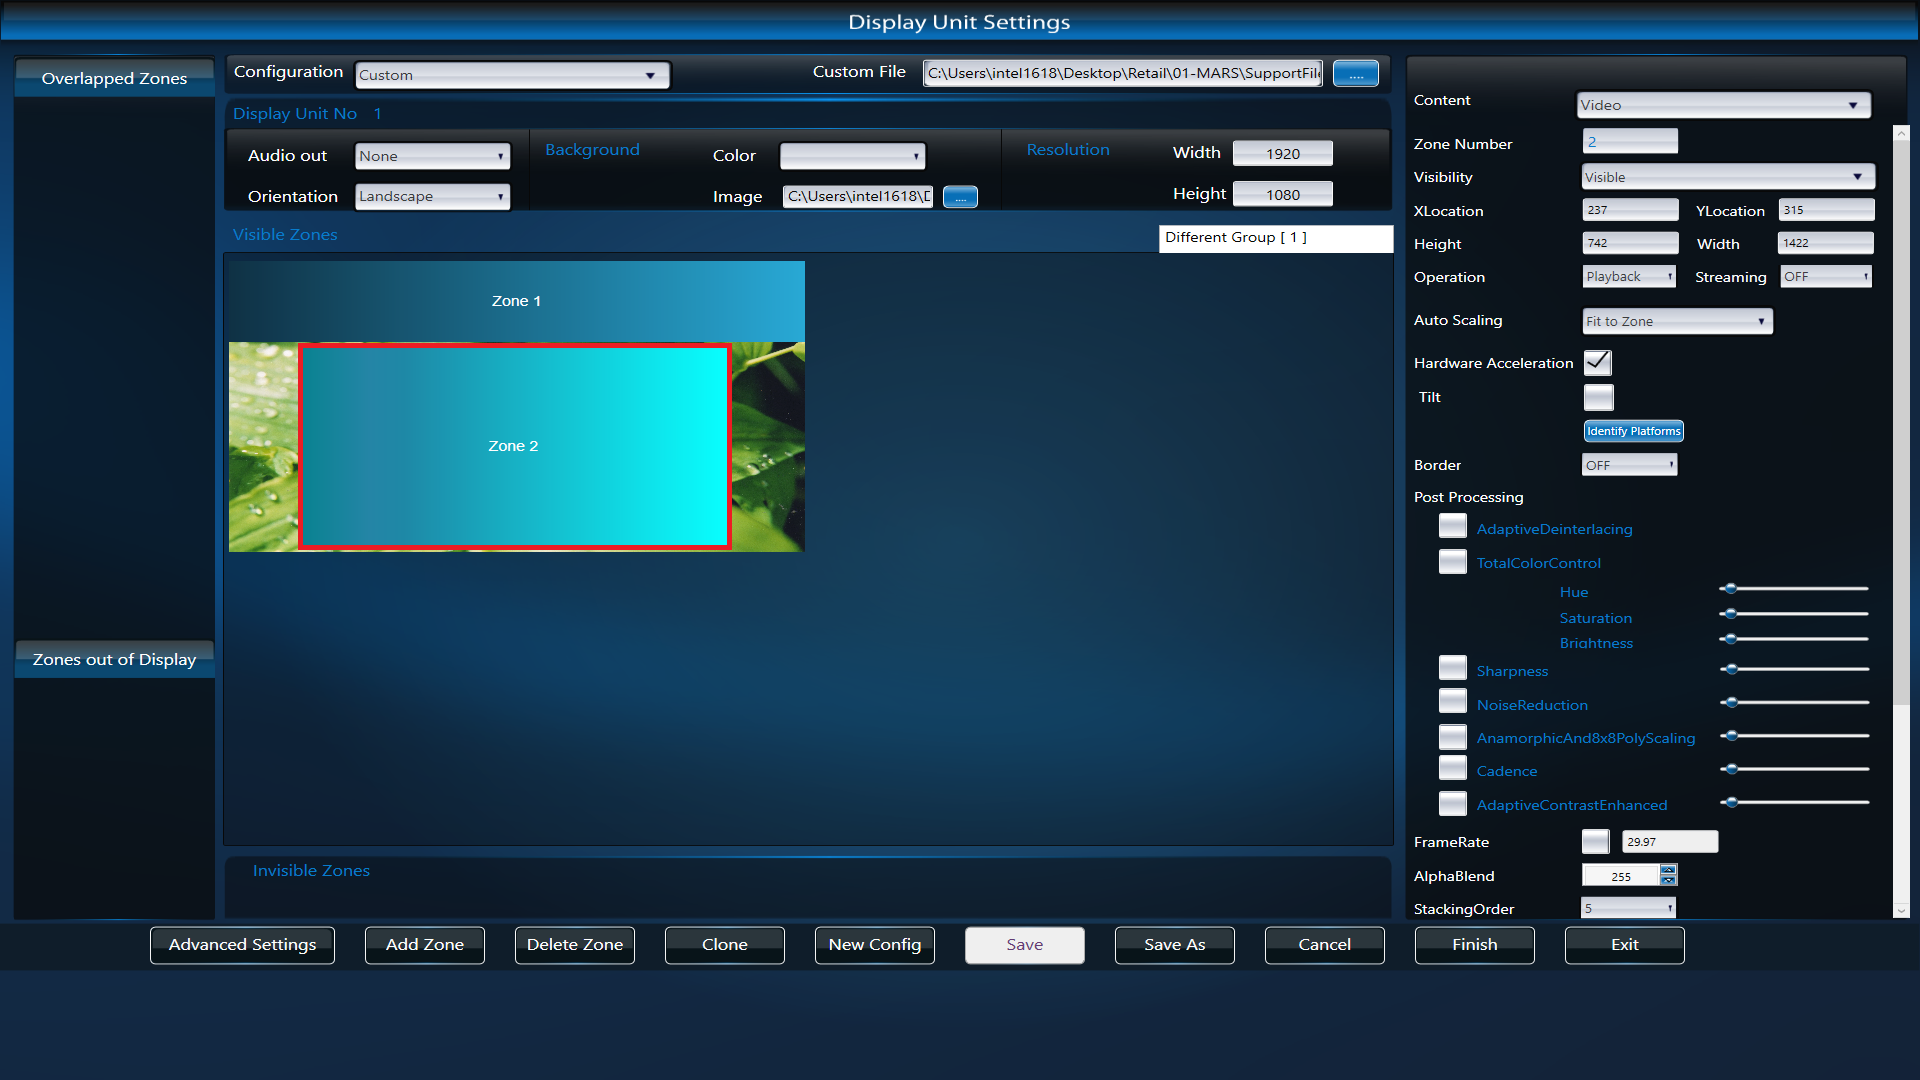 Display Unit Settings
Overlapped Zones
Configuration Custom Custom File C:\Users\intel1618\Desktop\Retail\01-MARS\SupportFil ....
Display Unit No 1
Audio out None Background Color Resolution Width 1920
Orientation Landscape Image C:\Users\intel1618\D .... Height 1080
Visible Zones Different Group [ 1 ]
Zone 1
Zone 2
Zones out of Display
Invisible Zones
Content Video
Zone Number 2
Visibility Visible
XLocation 237 YLocation 315
Height 742 Width 1422
Operation Playback Streaming OFF
Auto Scaling Fit to Zone
Hardware Acceleration
Tilt
Identify Platforms
Border OFF
Post Processing
AdaptiveDeinterlacing
TotalColorControl
Hue
Saturation
Brightness
Sharpness
NoiseReduction
AnamorphicAnd8x8PolyScaling
Cadence
AdaptiveContrastEnhanced
FrameRate 29.97
AlphaBlend 255
StackingOrder 5
Advanced Settings Add Zone Delete Zone Clone New Config Save Save As Cancel Finish Exit